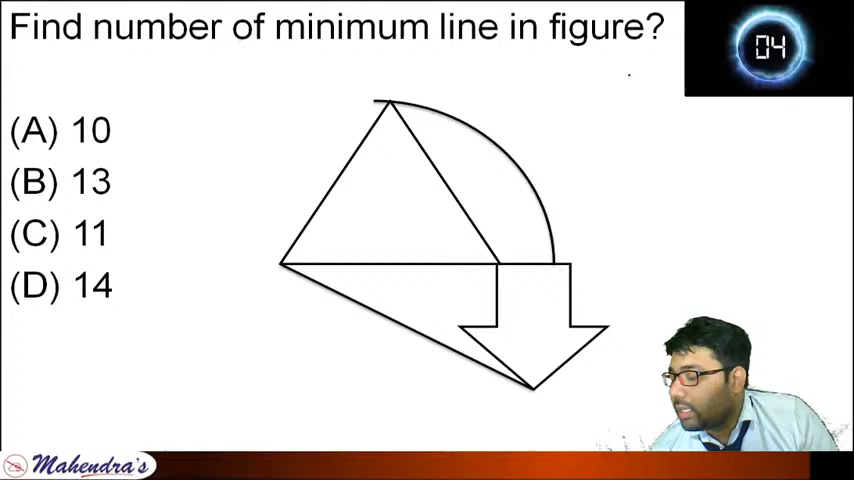 Find number of minimum line in figure?
04
(A) 10
(B) 13
(C) 11
(D) 14
Mahendra's